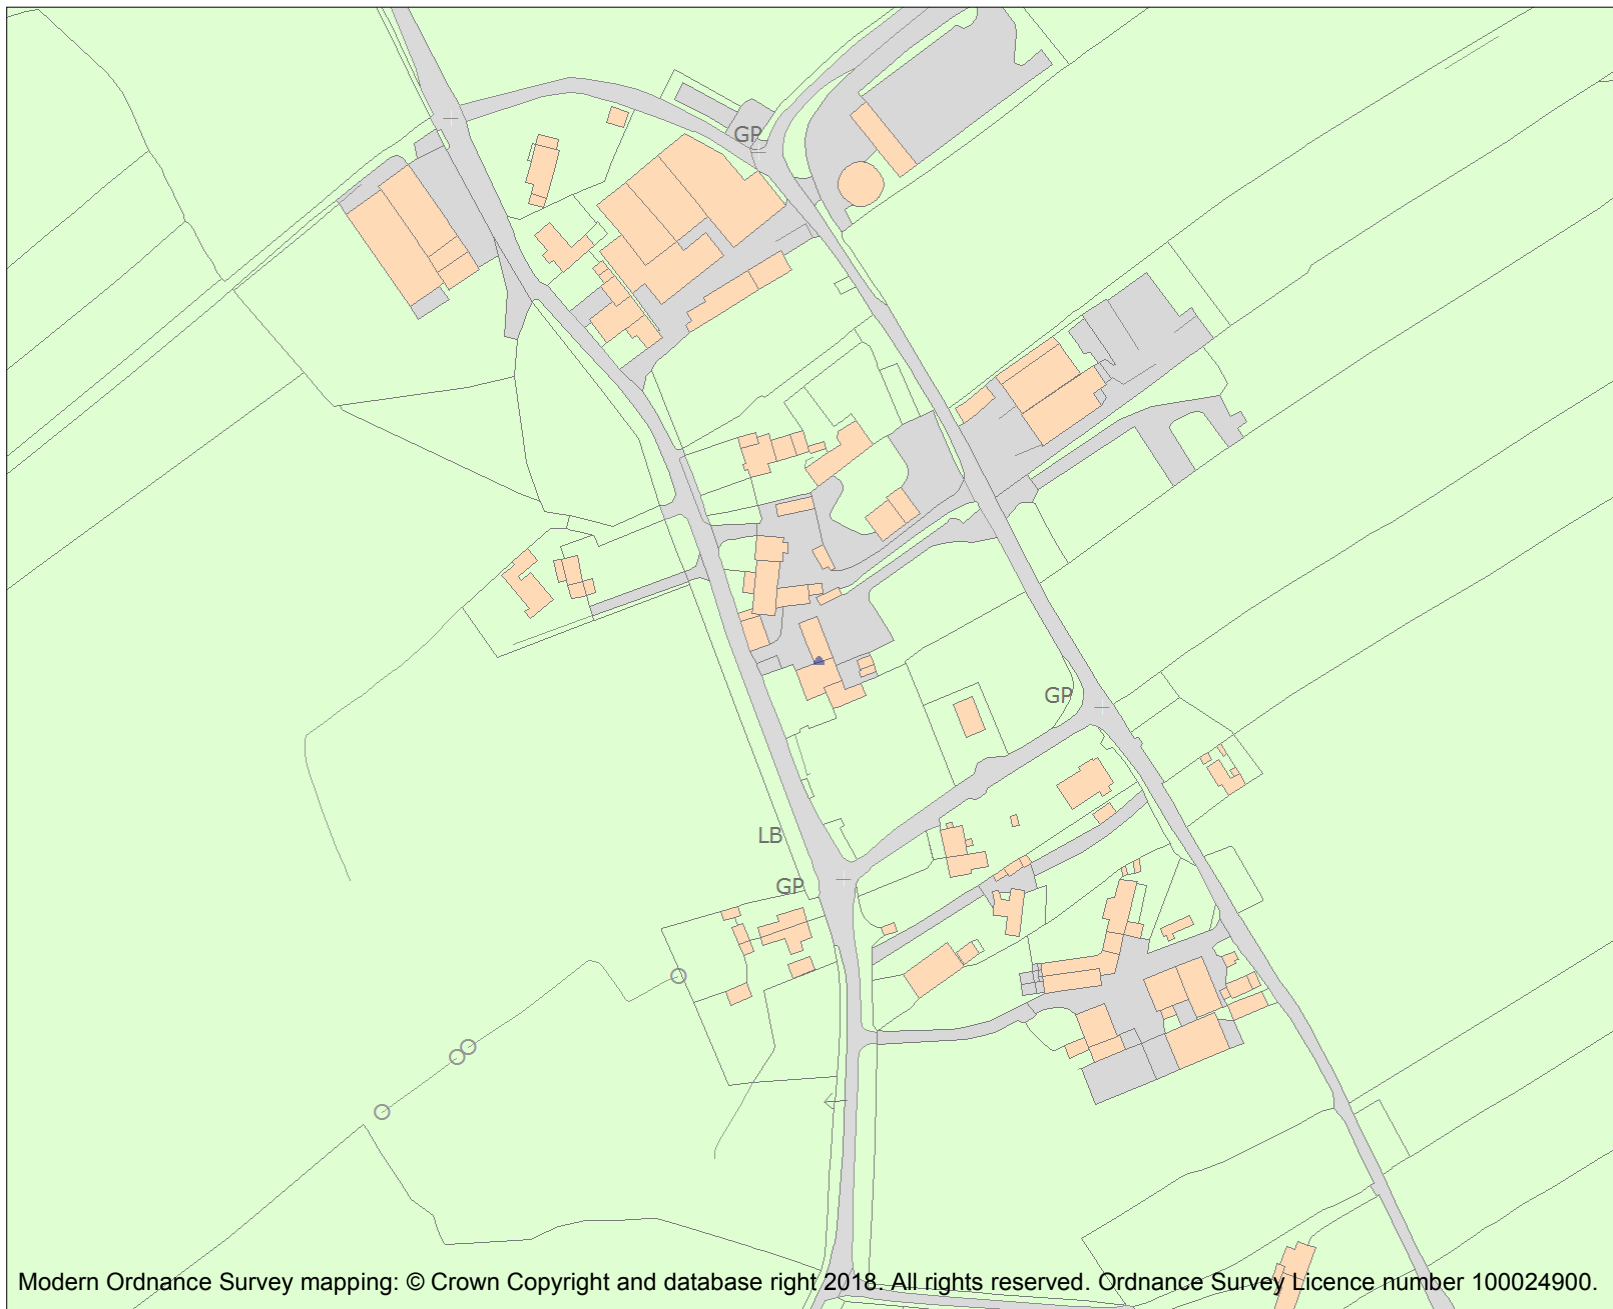 GP
GP
LB
GP
Modern Ordnance Survey mapping: © Crown Copyright and database right 2018. All rights reserved. Ordnance Survey Licence number 100024900.